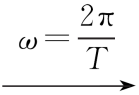 ω = 2π/T